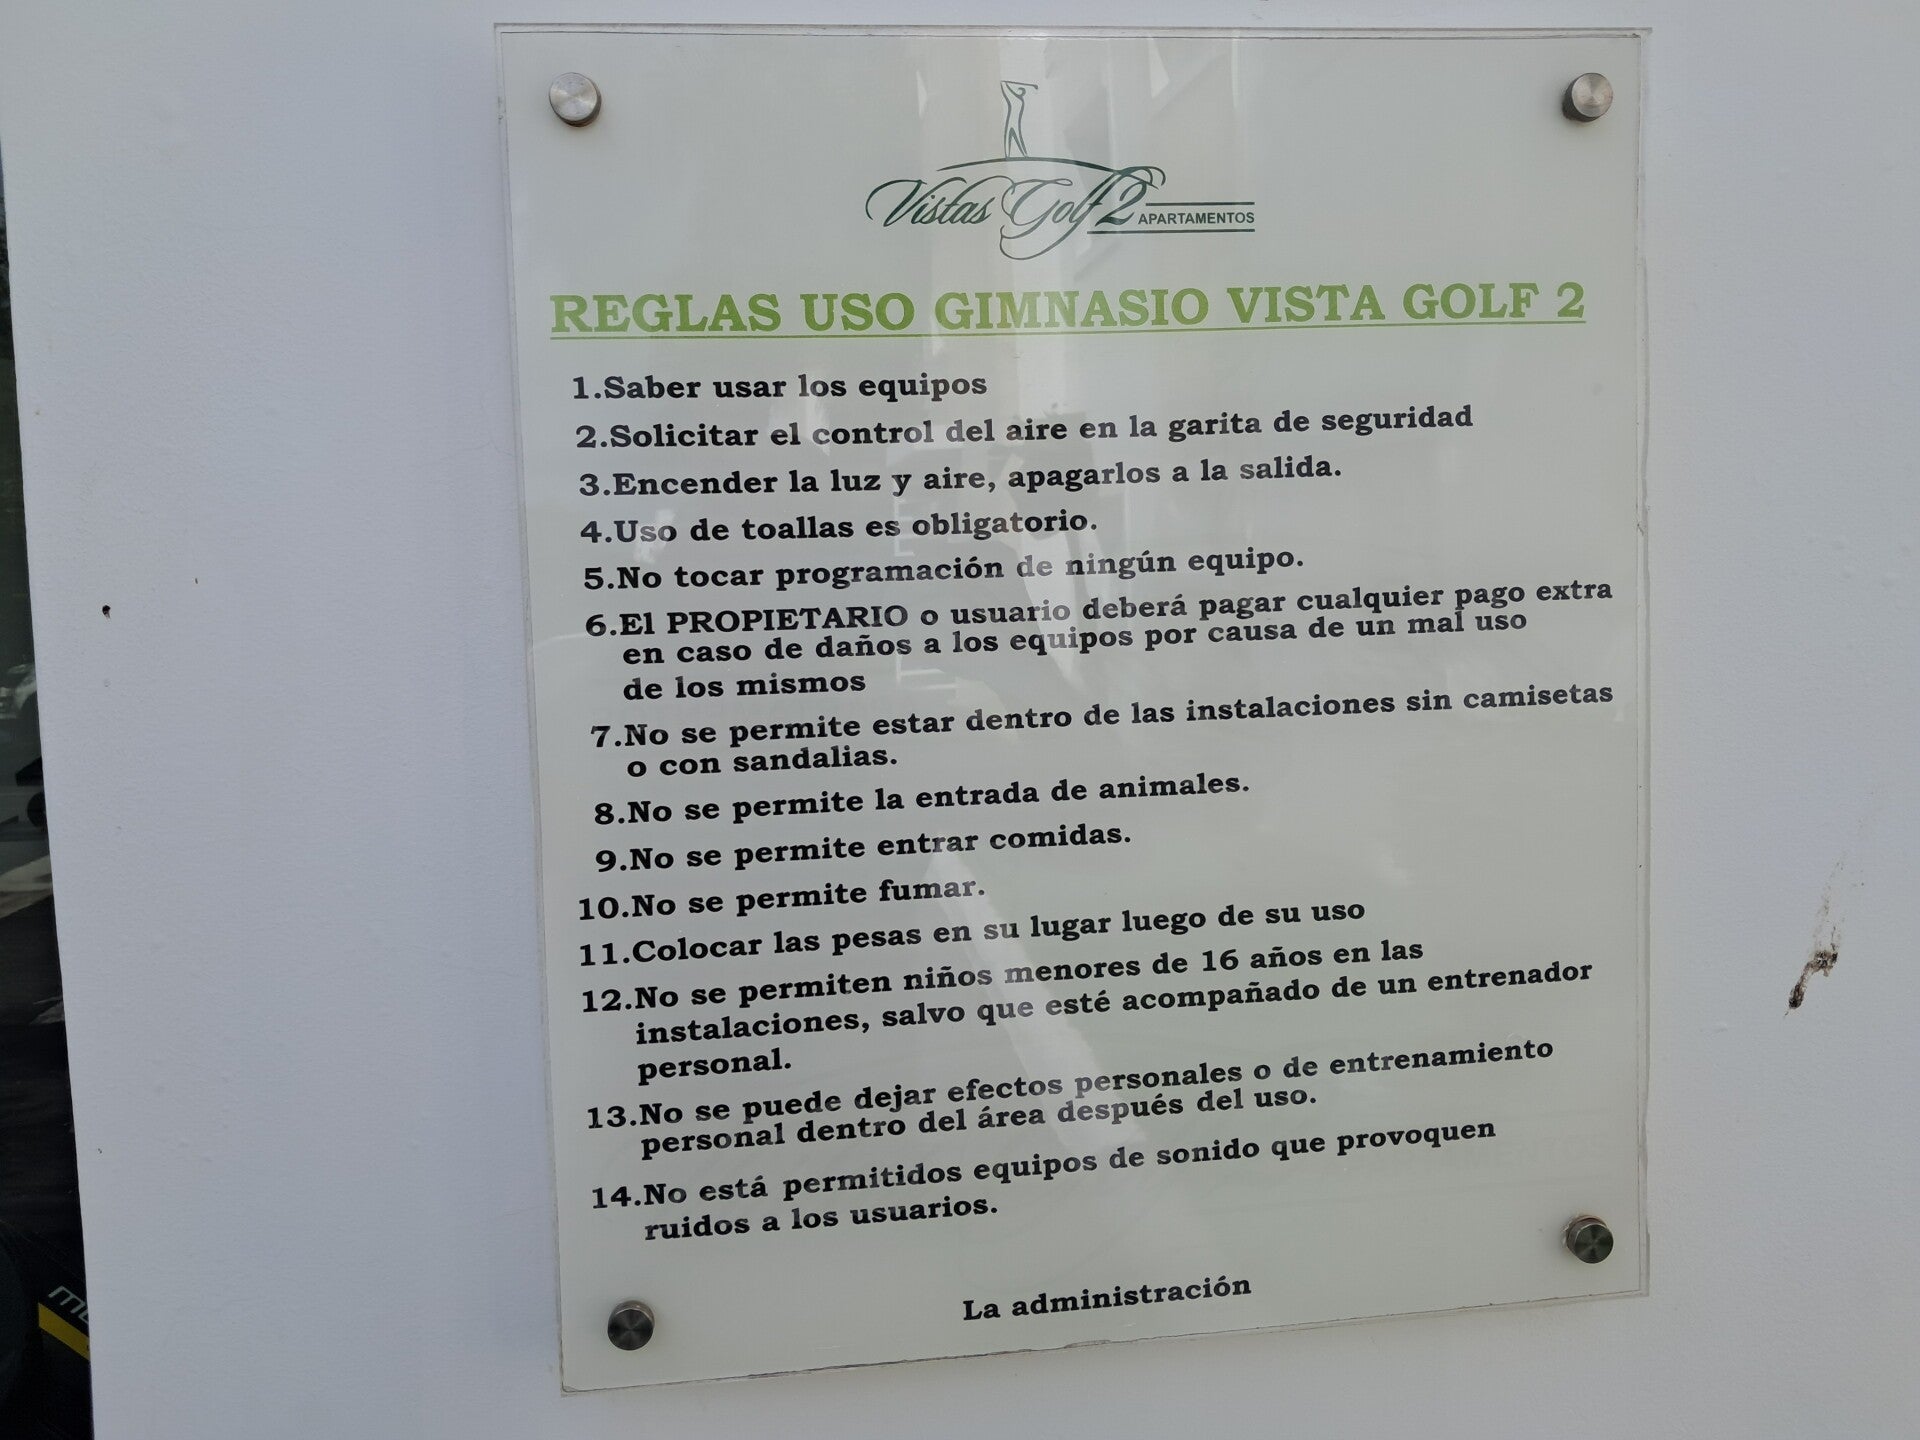 Vistas Golf 2 APARTAMENTOS
REGLAS USO GIMNASIO VISTA GOLF 2
1.Saber usar los equipos
2.Solicitar el control del aire en la garita de seguridad
3.Encender la luz y aire, apagarlos a la salida.
4.Uso de toallas es obligatorio.
5.No tocar programación de ningún equipo.
6.El PROPIETARIO o usuario deberá pagar cualquier pago extra
en caso de daños a los equipos por causa de un mal uso
de los mismos
7.No se permite estar dentro de las instalaciones sin camisetas
o con sandalias.
8.No se permite la entrada de animales.
9.No se permite entrar comidas.
10.No se permite fumar.
11.Colocar las pesas en su lugar luego de su uso
12.No se permiten niños menores de 16 años en las
instalaciones, salvo que esté acompañado de un entrenador
personal.
13.No se puede dejar efectos personales o de entrenamiento
personal dentro del área después del uso.
14.No está permitidos equipos de sonido que provoquen
ruidos a los usuarios.
La administración